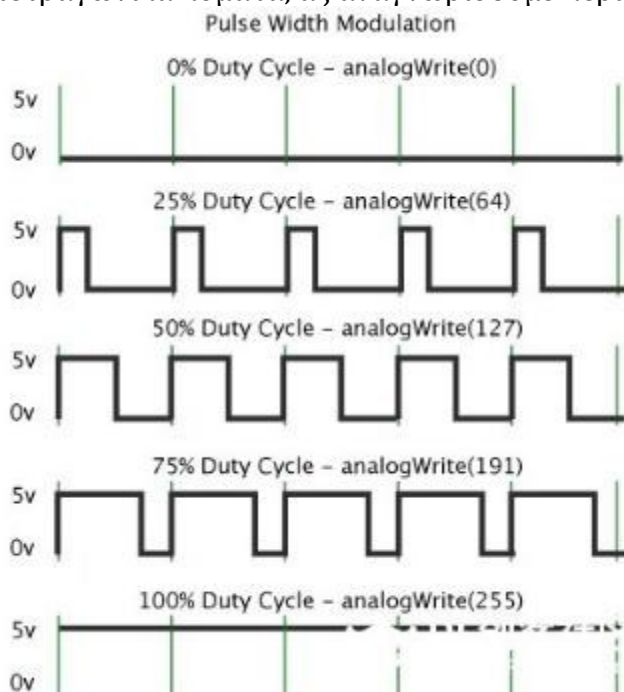 Pulse Width Modulation
0% Duty Cycle – analogWrite(0)
5v
0v
25% Duty Cycle – analogWrite(64)
5v
0v
50% Duty Cycle – analogWrite(127)
5v
0v
75% Duty Cycle – analogWrite(191)
5v
0v
100% Duty Cycle – analogWrite(255)
5v
0v